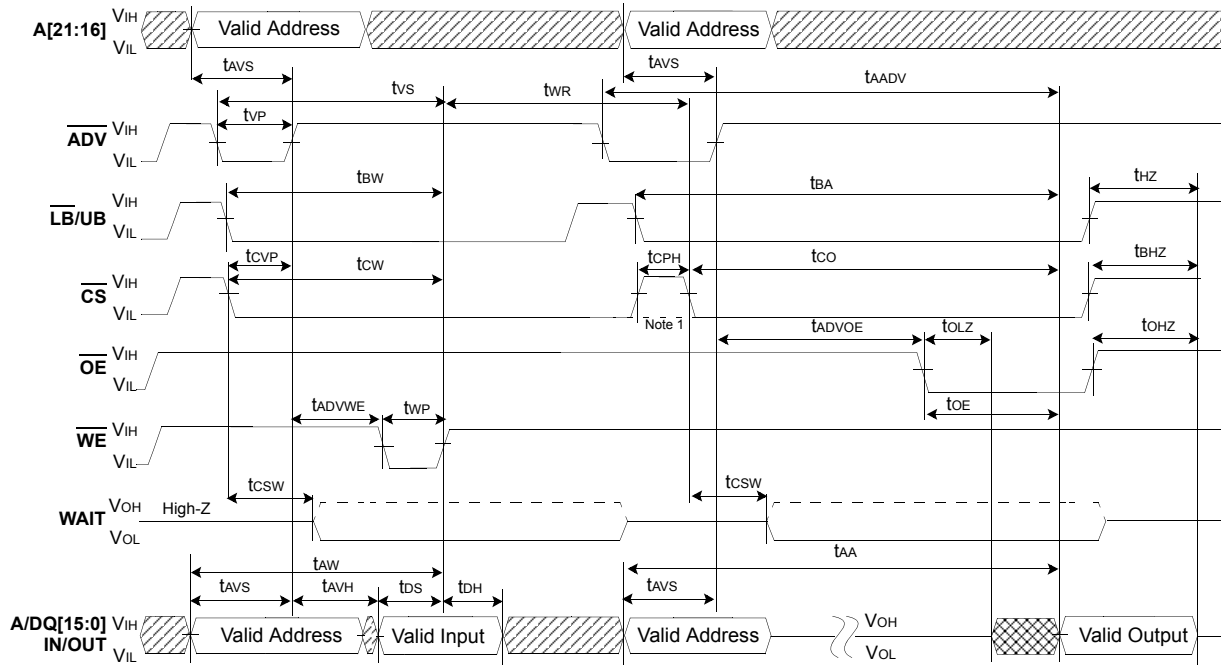 A[21:16] VIH VIL Valid Address Valid Address
tAVS tAVS tAADV
tVS tWR
tVP
ADV VIH VIL
tBW tBA tHZ
LB/UB VIH VIL
tCVP tCW tCPH tCO tBHZ
CS VIH VIL
Note 1
tADVOE tOLZ tOHZ
OE VIH VIL
tOE
tADVWE tWP
WE VIH VIL
tCSW tCSW
WAIT VOH VOL High-Z
tAW tAA
tAVS tAVH tDS tDH tAVS
A/DQ[15:0] IN/OUT VIH VIL Valid Address Valid Input Valid Address VOH VOL Valid Output